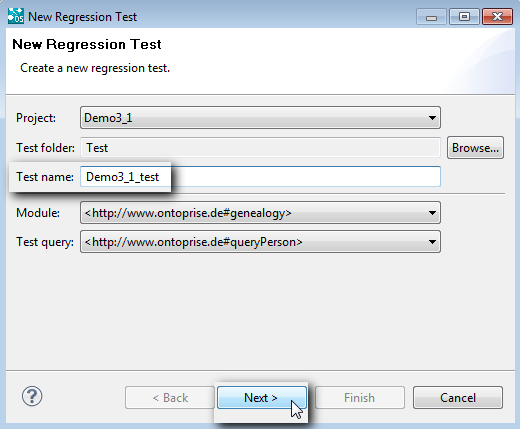 New Regression Test
New Regression Test
Create a new regression test.
Project: Demo3_1
Test folder: Test Browse...
Test name: Demo3_1_test
Module: <http://www.ontoprise.de#genealogy>
Test query: <http://www.ontoprise.de#queryPerson>
? < Back Next > Finish Cancel